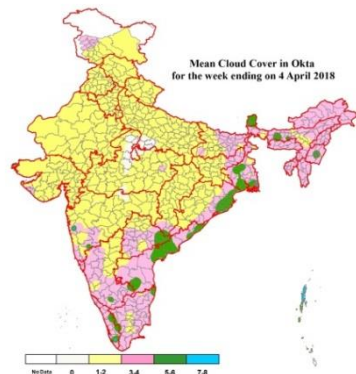 Mean Cloud Cover in Okta
for the week ending on 4 April 2018
No Data 0 1-2 3-4 5-6 7-8